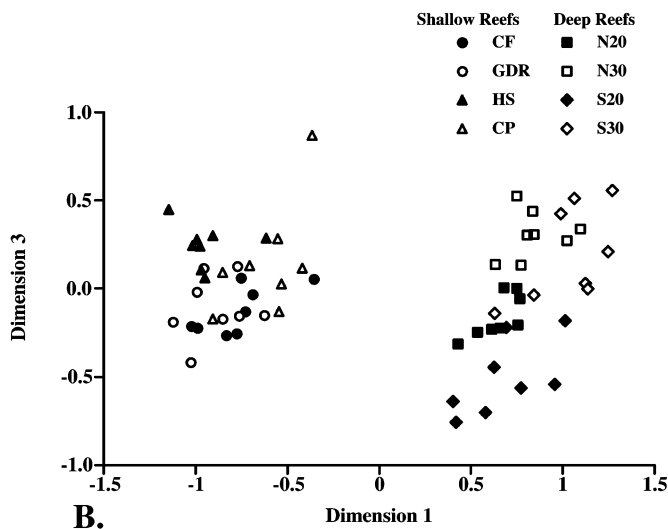 Shallow Reefs Deep Reefs
CF N20
GDR N30
HS S20
CP S30
1.0
0.5
0.0
-0.5
-1.0
Dimension 3
-1.5 -1 -0.5 0 0.5 1 1.5
Dimension 1
B.